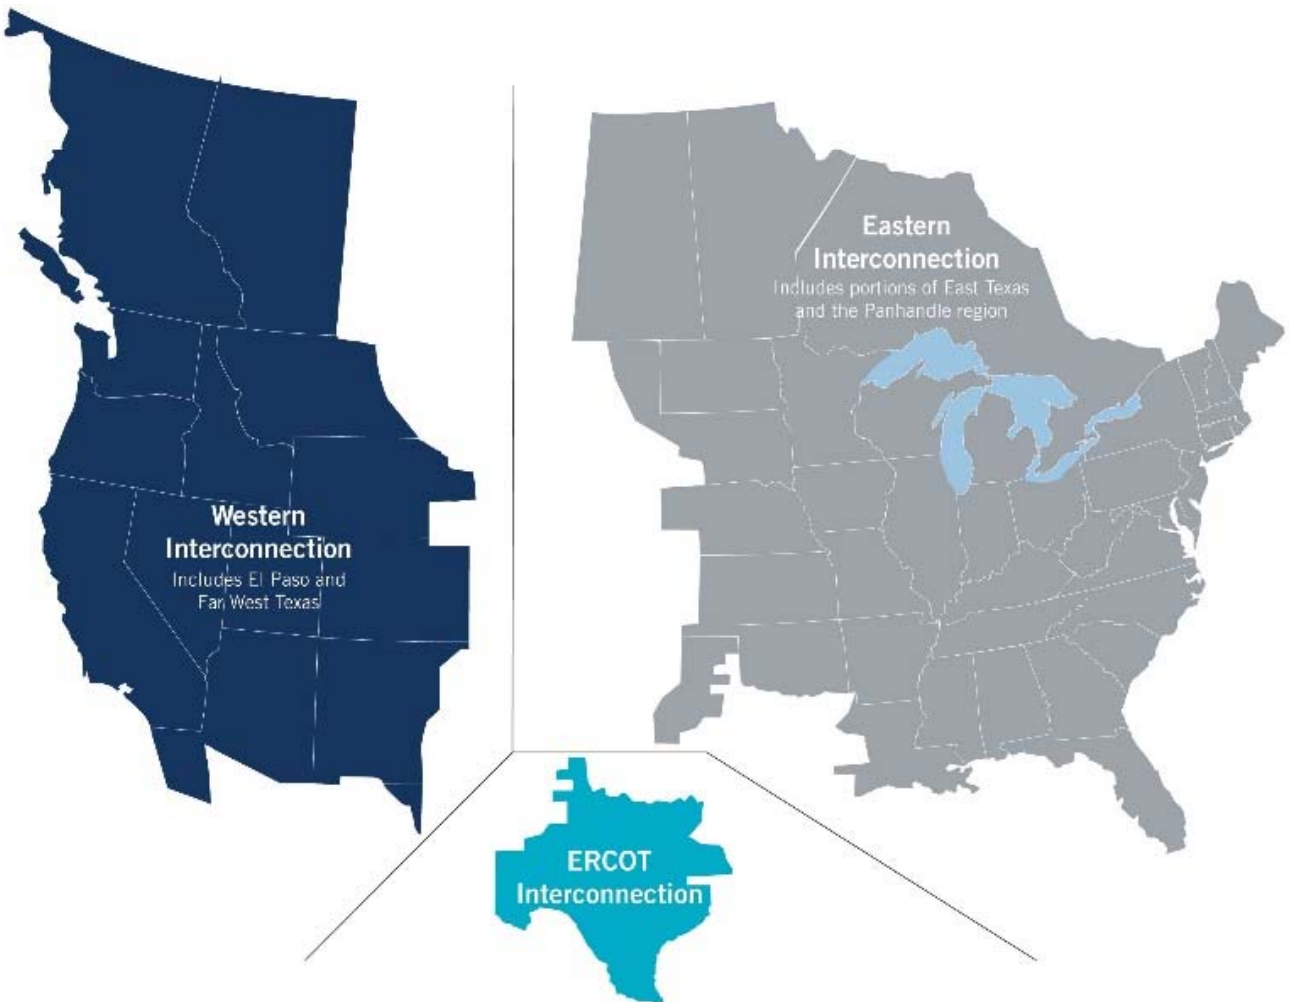 Western
Interconnection
Includes El Paso and
Far West Texas
Eastern
Interconnection
Includes portions of East Texas
and the Panhandle region
ERCOT
Interconnection